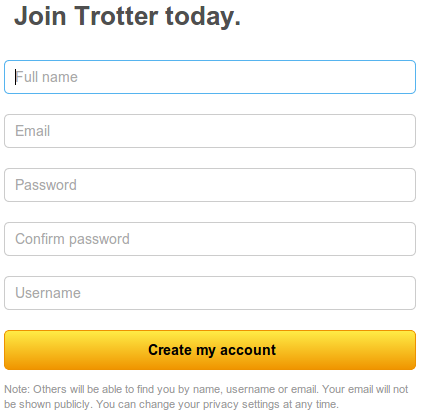 Join Trotter today.
Full name
Email
Password
Confirm password
Username
Create my account
Note: Others will be able to find you by name, username or email. Your email will not
be shown publicly. You can change your privacy settings at any time.